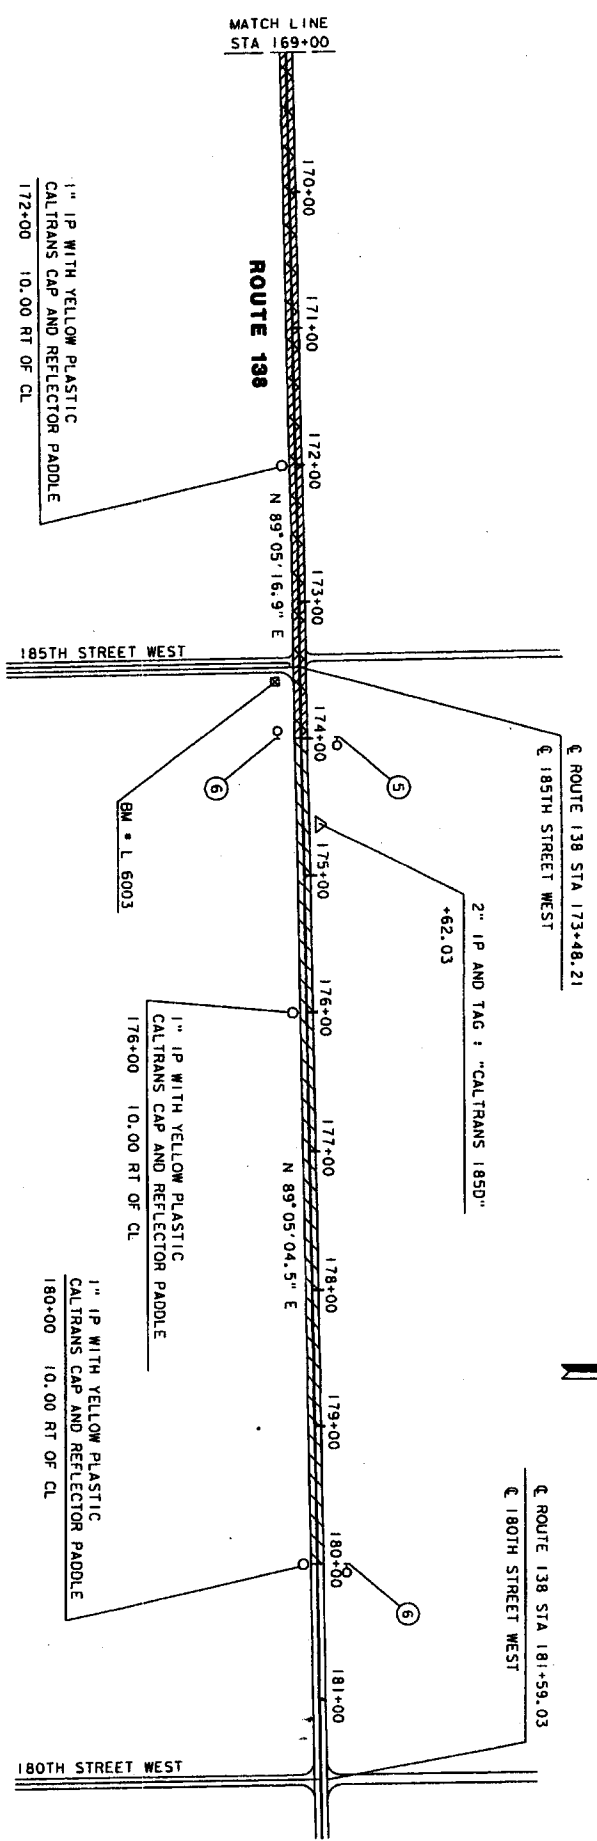 MATCH LINE
STA 169+00
170+00
171+00
172+00
173+00
174+00
175+00
176+00
177+00
178+00
179+00
180+00
181+00
ROUTE 138
1" IP WITH YELLOW PLASTIC
CALTRANS CAP AND REFLECTOR PADDLE
172+00 10.00 RT OF CL
N 89°05'16.9" E
185TH STREET WEST
℄ ROUTE 138 STA 173+48.21
℄ 185TH STREET WEST
5
6
BM * L 6003
2" IP AND TAG : "CALTRANS 185D"
+62.03
1" IP WITH YELLOW PLASTIC
CALTRANS CAP AND REFLECTOR PADDLE
176+00 10.00 RT OF CL
N 89°05'04.5" E
1" IP WITH YELLOW PLASTIC
CALTRANS CAP AND REFLECTOR PADDLE
180+00 10.00 RT OF CL
6
℄ ROUTE 138 STA 181+59.03
℄ 180TH STREET WEST
180TH STREET WEST